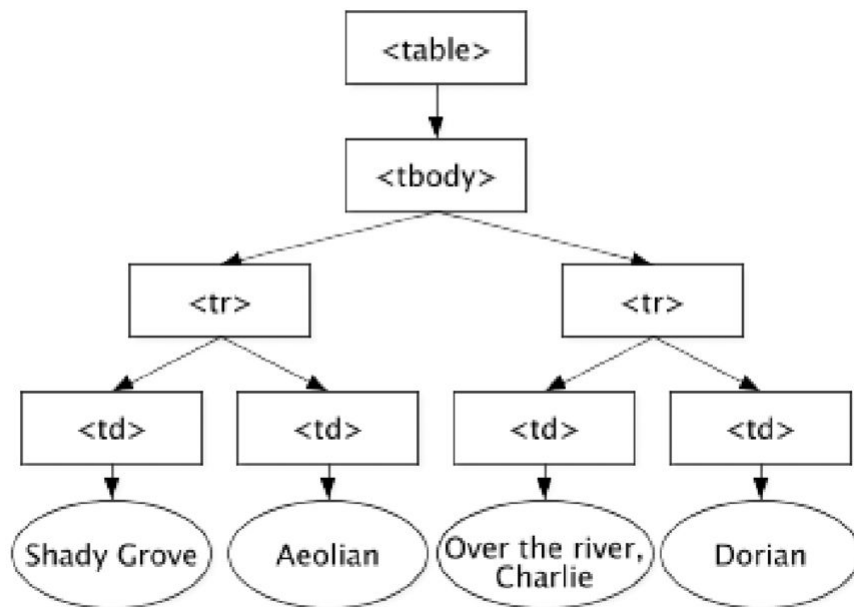 <table>
<tbody>
<tr> <tr>
<td> <td> <td> <td>
Shady Grove Aeolian Over the river, Dorian
Charlie